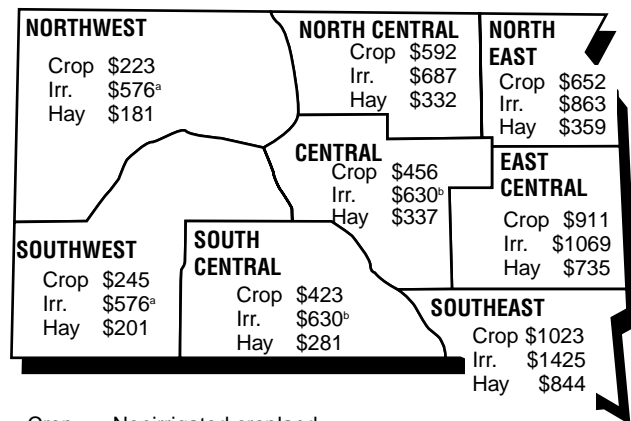 NORTHWEST
Crop $223
Irr. $576ᵃ
Hay $181
NORTH CENTRAL
Crop $592
Irr. $687
Hay $332
NORTH
EAST
Crop $652
Irr. $863
Hay $359
CENTRAL
Crop $456
Irr. $630ᵇ
Hay $337
EAST
CENTRAL
Crop $911
Irr. $1069
Hay $735
SOUTHWEST
Crop $245
Irr. $576ᵃ
Hay $201
SOUTH
CENTRAL
Crop $423
Irr. $630ᵇ
Hay $281
SOUTHEAST
Crop $1023
Irr. $1425
Hay $844
Crop